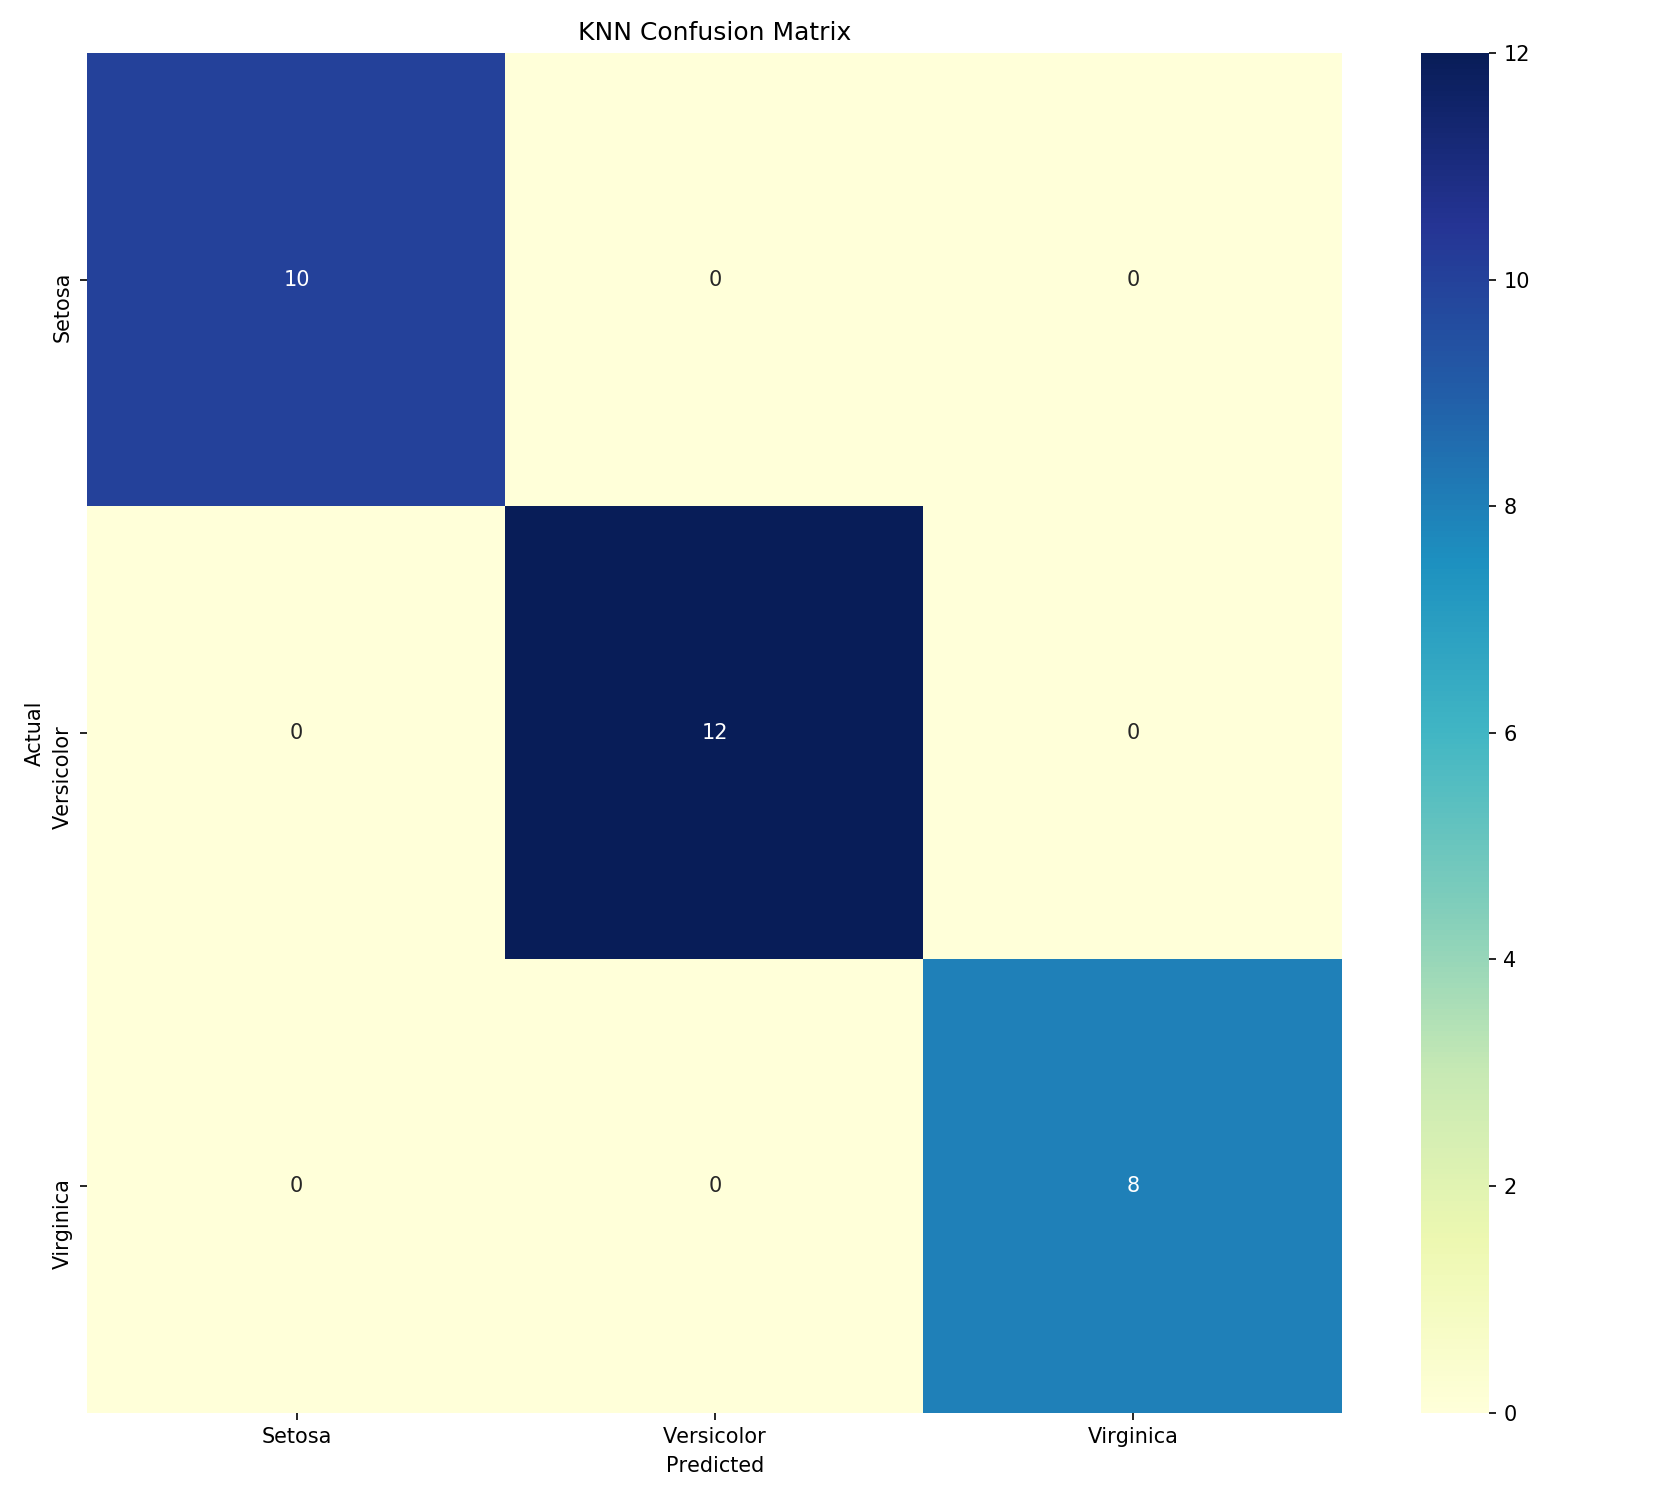 KNN Confusion Matrix
Actual
Setosa
10 0 0
Versicolor
0 12 0
Virginica
0 0 8
Setosa Versicolor Virginica
Predicted
12
10
8
6
4
2
0